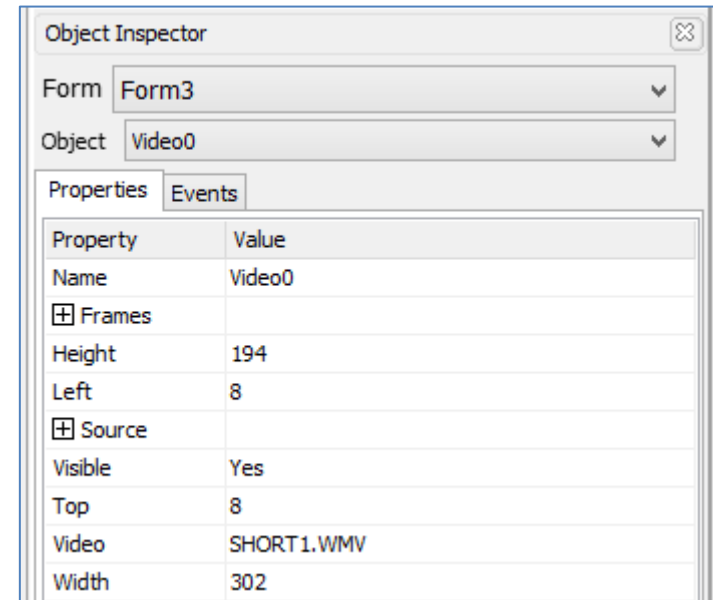 Object Inspector
Form Form3
Object Video0
Properties Events
Property Value
Name Video0
Frames
Height 194
Left 8
Source
Visible Yes
Top 8
Video SHORT1.WMV
Width 302